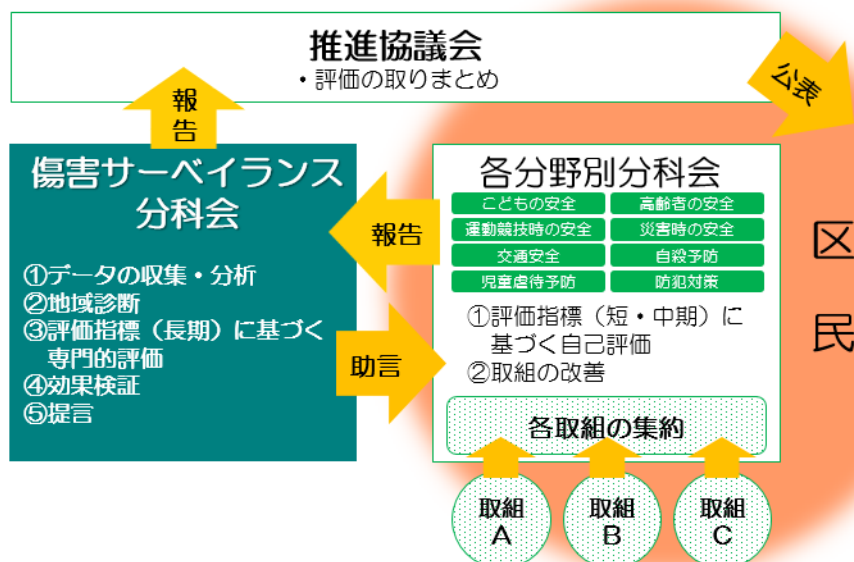 推進協議会
・評価の取りまとめ
公表
報
告
傷害サーベイランス
分科会
①データの収集・分析
②地域診断
③評価指標（長期）に基づく
専門的評価
④効果検証
⑤提言
報告
助言
各分野別分科会
こどもの安全 高齢者の安全
運動競技時の安全 災害時の安全
交通安全 自殺予防
児童虐待予防 防犯対策
①評価指標（短・中期）に
基づく自己評価
②取組の改善
各取組の集約
取組
A
取組
B
取組
C
区
民